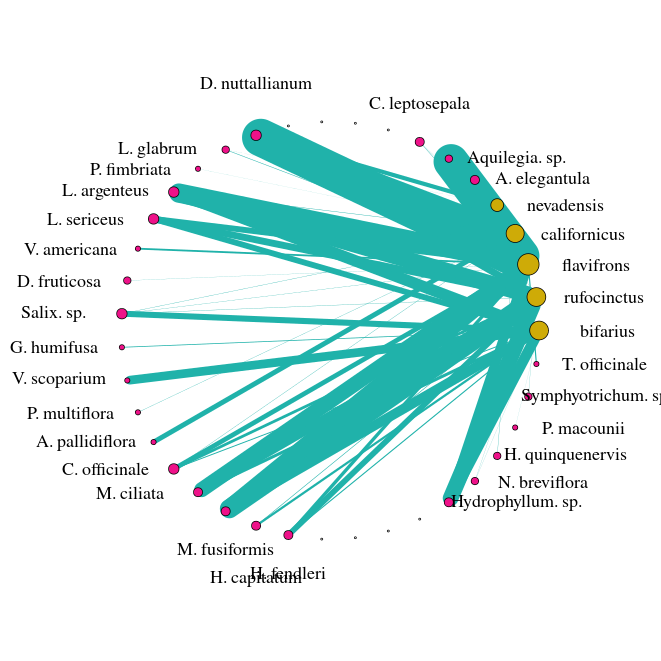 D. nuttallianum
C. leptosepala
L. glabrum
Aquilegia. sp.
P. fimbriata
A. elegantula
L. argenteus
nevadensis
L. sericeus
californicus
V. americana
flavifrons
D. fruticosa
rufocinctus
Salix. sp.
bifarius
G. humifusa
T. officinale
V. scoparium
Symphyotrichum. sp
P. multiflora
P. macounii
A. pallidiflora
H. quinquenervis
C. officinale
N. breviflora
M. ciliata
Hydrophyllum. sp.
M. fusiformis
H. fendleri
H. capitatum